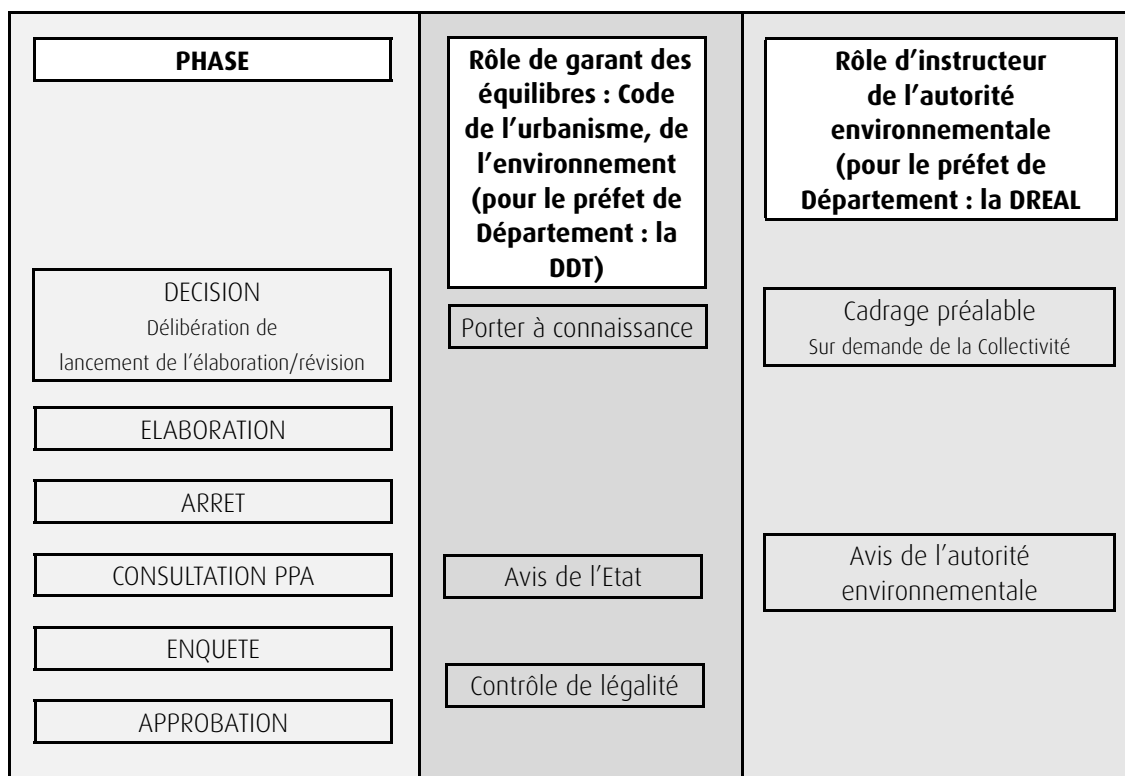 PHASE
DECISION
Délibération de
lancement de l'élaboration/révision
ELABORATION
ARRET
CONSULTATION PPA
ENQUETE
APPROBATION
Rôle de garant des
équilibres : Code
de l'urbanisme, de
l'environnement
(pour le préfet de
Département : la
DDT)
Porter à connaissance
Avis de l'Etat
Contrôle de légalité
Rôle d'instructeur
de l'autorité
environnementale
(pour le préfet de
Département : la DREAL
Cadrage préalable
Sur demande de la Collectivité
Avis de l'autorité
environnementale